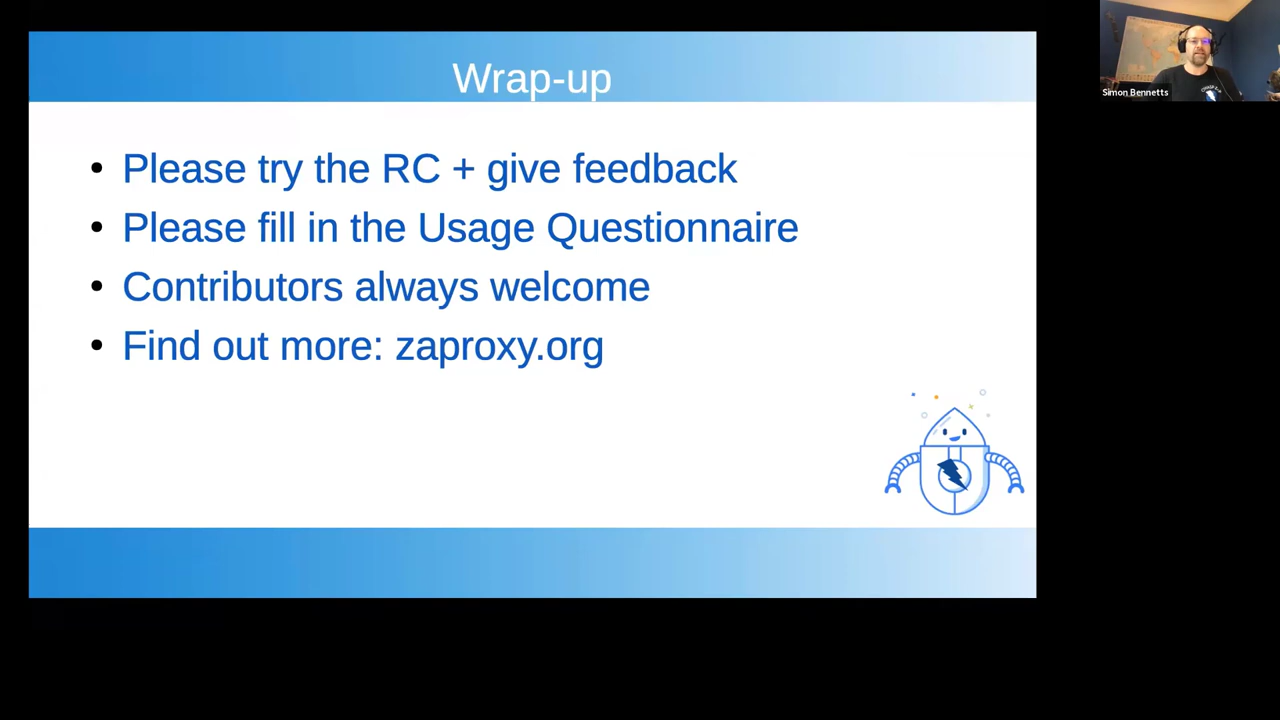 Wrap-up
Simon Bennetts
• Please try the RC + give feedback
• Please fill in the Usage Questionnaire
• Contributors always welcome
• Find out more: zaproxy.org